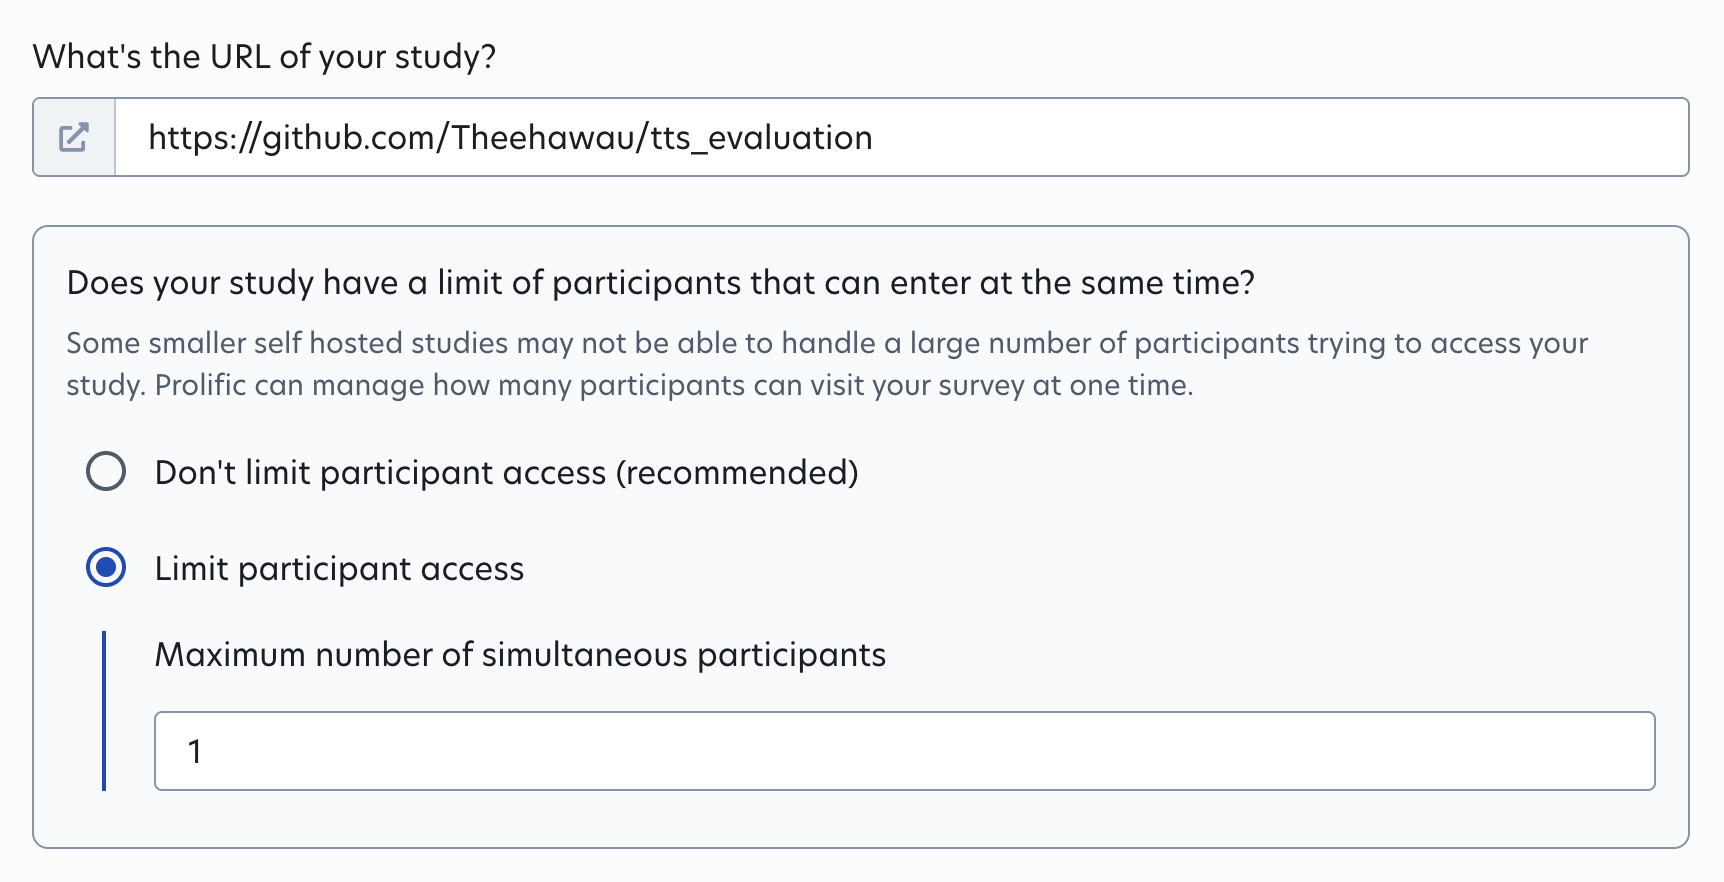 What's the URL of your study?
https://github.com/Theehawau/tts_evaluation
Does your study have a limit of participants that can enter at the same time?
Some smaller self hosted studies may not be able to handle a large number of participants trying to access your
study. Prolific can manage how many participants can visit your survey at one time.
Don't limit participant access (recommended)
Limit participant access
Maximum number of simultaneous participants
1